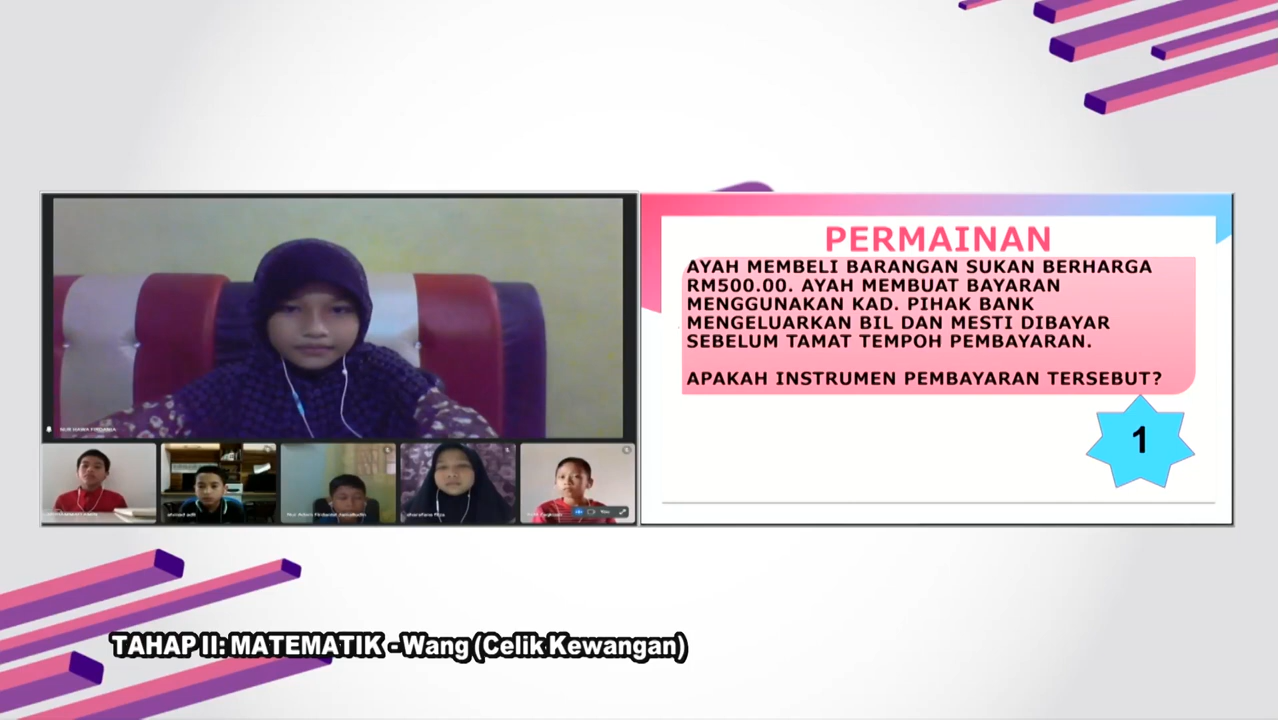 PERMAINAN
AYAH MEMBELI BARANGAN SUKAN BERHARGA
RM500.00. AYAH MEMBUAT BAYARAN
MENGGUNAKAN KAD. PIHAK BANK
MENGELUARKAN BIL DAN MESTI DIBAYAR
SEBELUM TAMAT TEMPOH PEMBAYARAN.
APAKAH INSTRUMEN PEMBAYARAN TERSEBUT?
1
TAHAP II: MATEMATIK - Wang (Celik Kewangan)